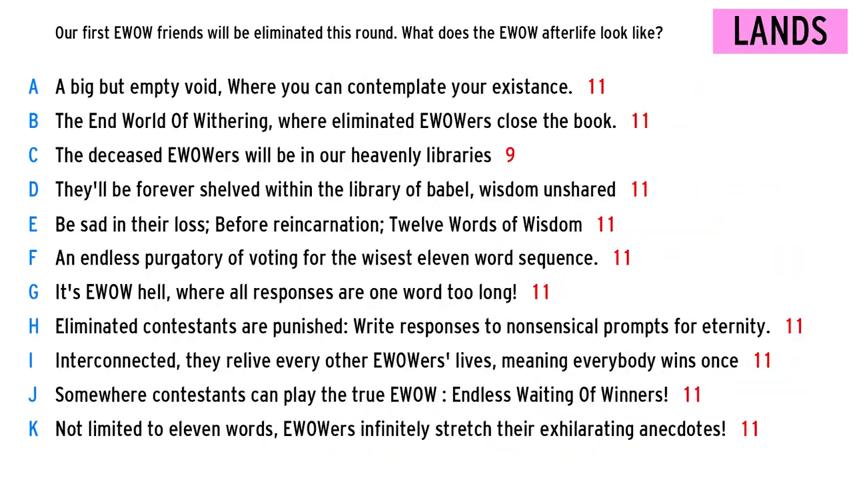 Our first EWOW friends will be eliminated this round. What does the EWOW afterlife look like?
LANDS
A A big but empty void, Where you can contemplate your existance. 11
B The End World Of Withering, where eliminated EWOWers close the book. 11
C The deceased EWOWers will be in our heavenly libraries 9
D They'll be forever shelved within the library of babel, wisdom unshared 11
E Be sad in their loss; Before reincarnation; Twelve Words of Wisdom 11
F An endless purgatory of voting for the wisest eleven word sequence. 11
G It's EWOW hell, where all responses are one word too long! 11
H Eliminated contestants are punished: Write responses to nonsensical prompts for eternity. 11
I Interconnected, they relive every other EWOWers' lives, meaning everybody wins once 11
J Somewhere contestants can play the true EWOW : Endless Waiting Of Winners! 11
K Not limited to eleven words, EWOWers infinitely stretch their exhilarating anecdotes! 11